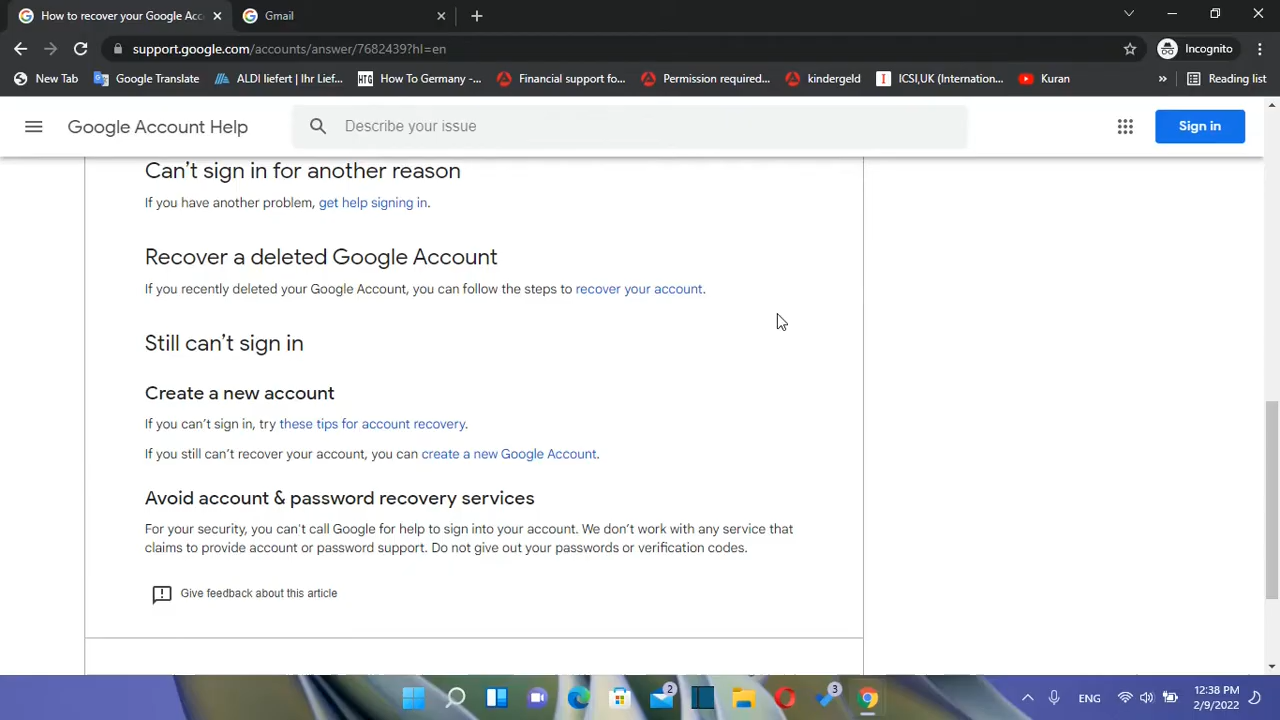 How to recover your Google Acc
Gmail
support.google.com/accounts/answer/7682439?hl=en
Incognito
New Tab
Google Translate
ALDI liefert | Ihr Lief...
HTG How To Germany -...
Financial support fo...
Permission required...
kindergeld
ICSI,UK (Internation...
Kuran
»
Reading list
Google Account Help
Describe your issue
Sign in
Can't sign in for another reason
If you have another problem, get help signing in.
Recover a deleted Google Account
If you recently deleted your Google Account, you can follow the steps to recover your account.
Still can't sign in
Create a new account
If you can't sign in, try these tips for account recovery.
If you still can't recover your account, you can create a new Google Account.
Avoid account & password recovery services
For your security, you can't call Google for help to sign into your account. We don't work with any service that
claims to provide account or password support. Do not give out your passwords or verification codes.
Give feedback about this article
2
3
ENG
12:38 PM
2/9/2022